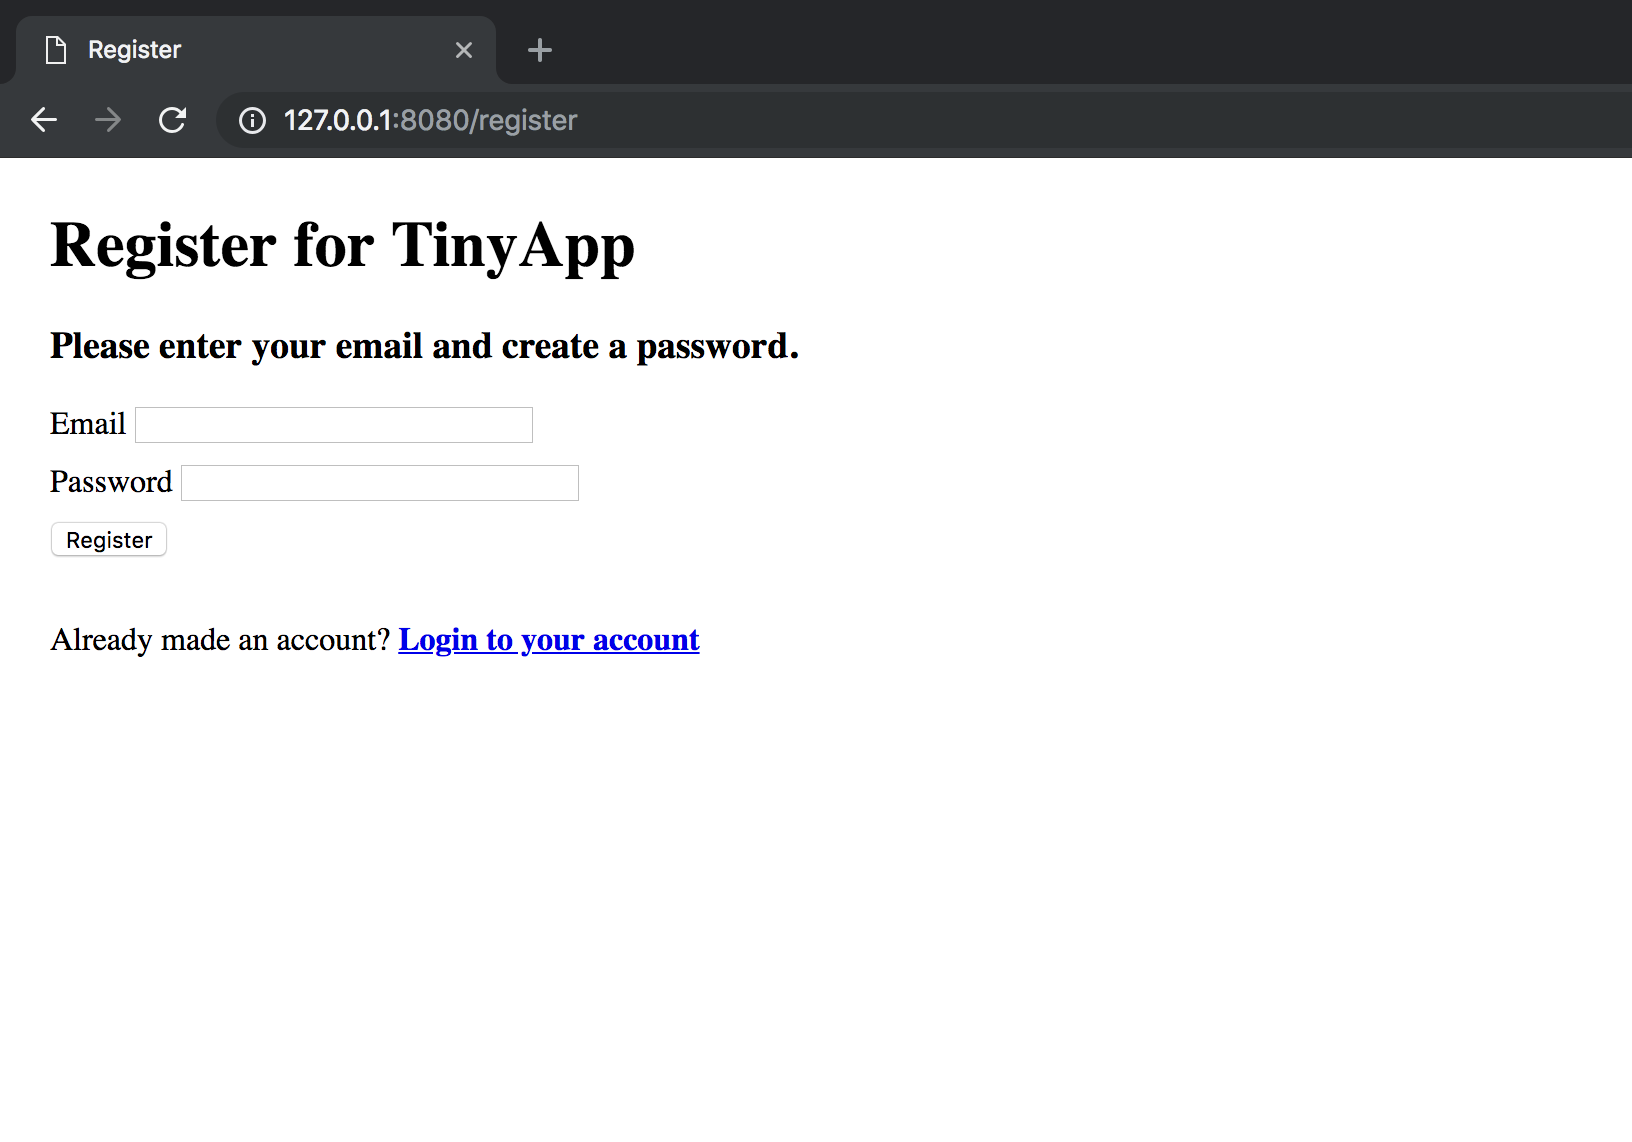 Register
127.0.0.1:8080/register
Register for TinyApp
Please enter your email and create a password.
Email
Password
Register
Already made an account? Login to your account